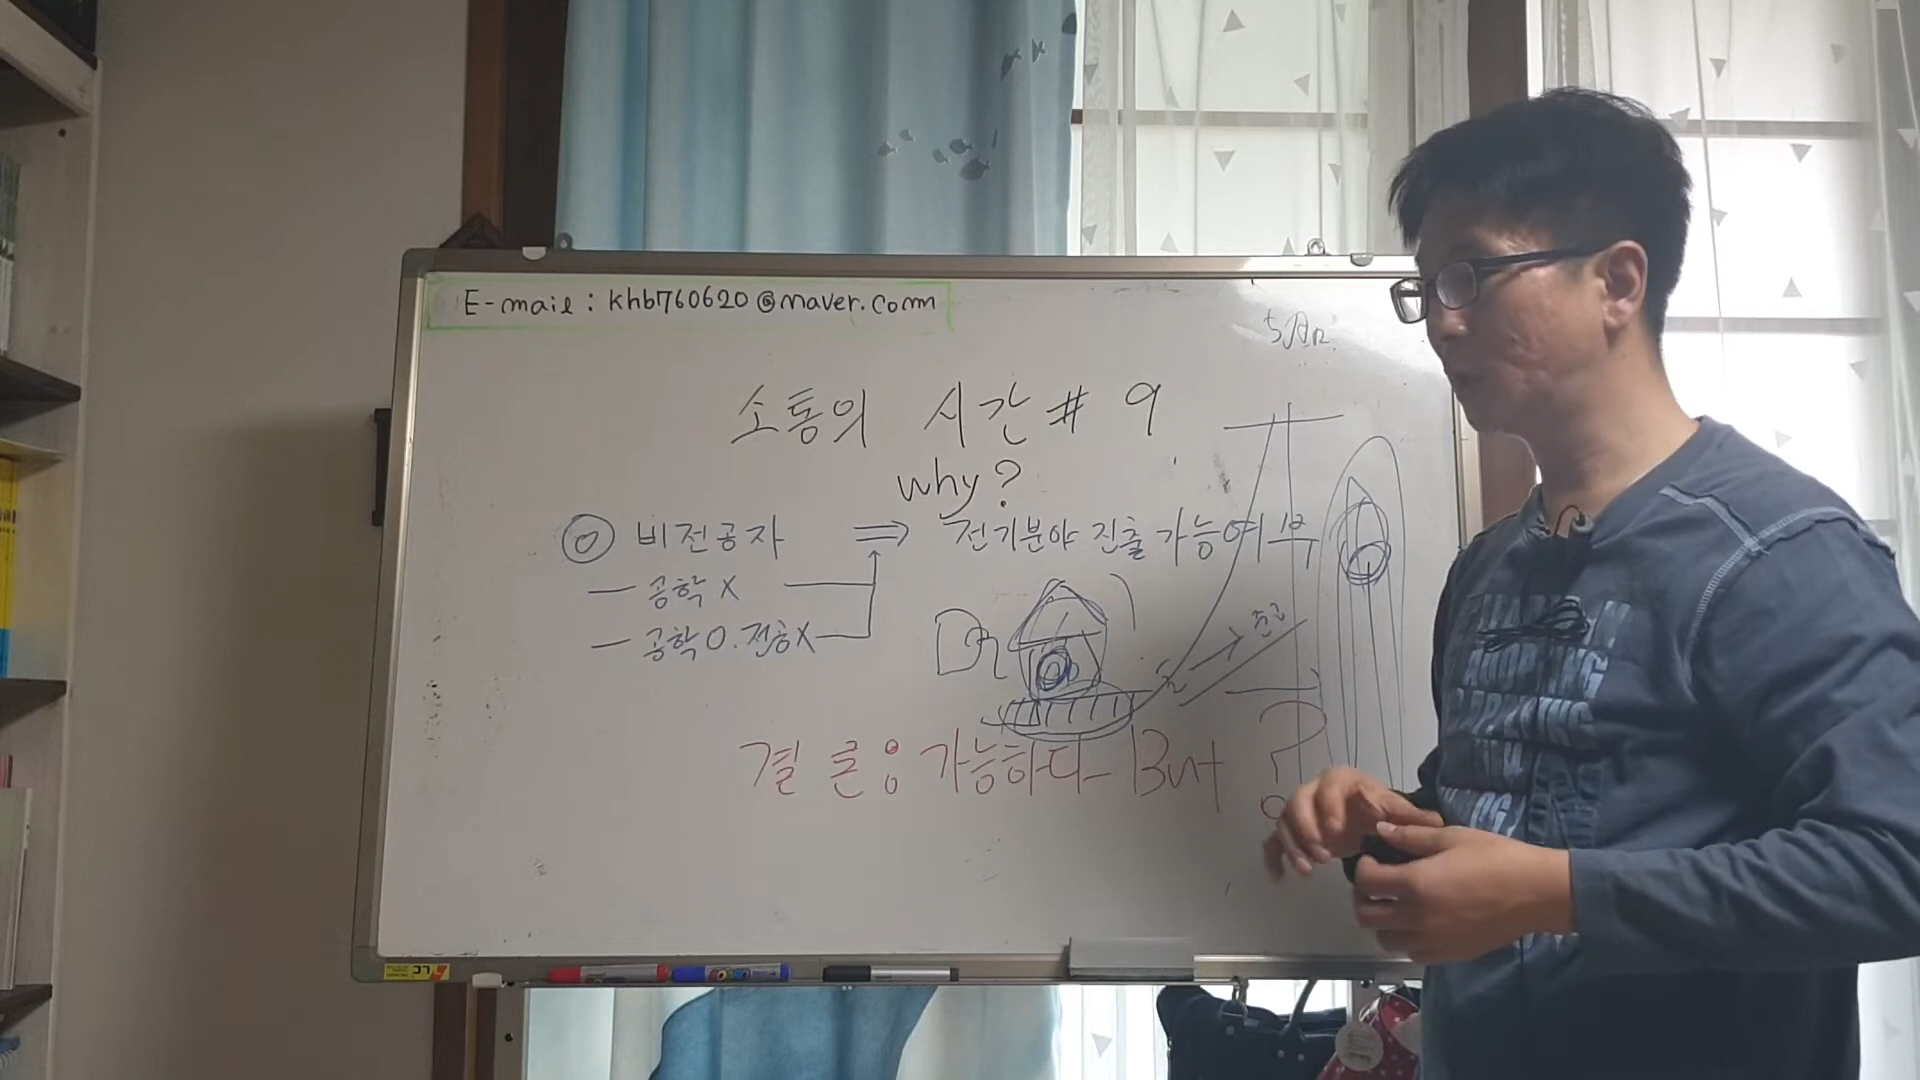 E-mail : khb760620@naver.com
소통의 시간 # 9
why?
◎ 비전공자 ⇒ 전기분야 진출 가능여부
— 공학 X
— 공학 O. 전공X
결론은 가능하다 But ?